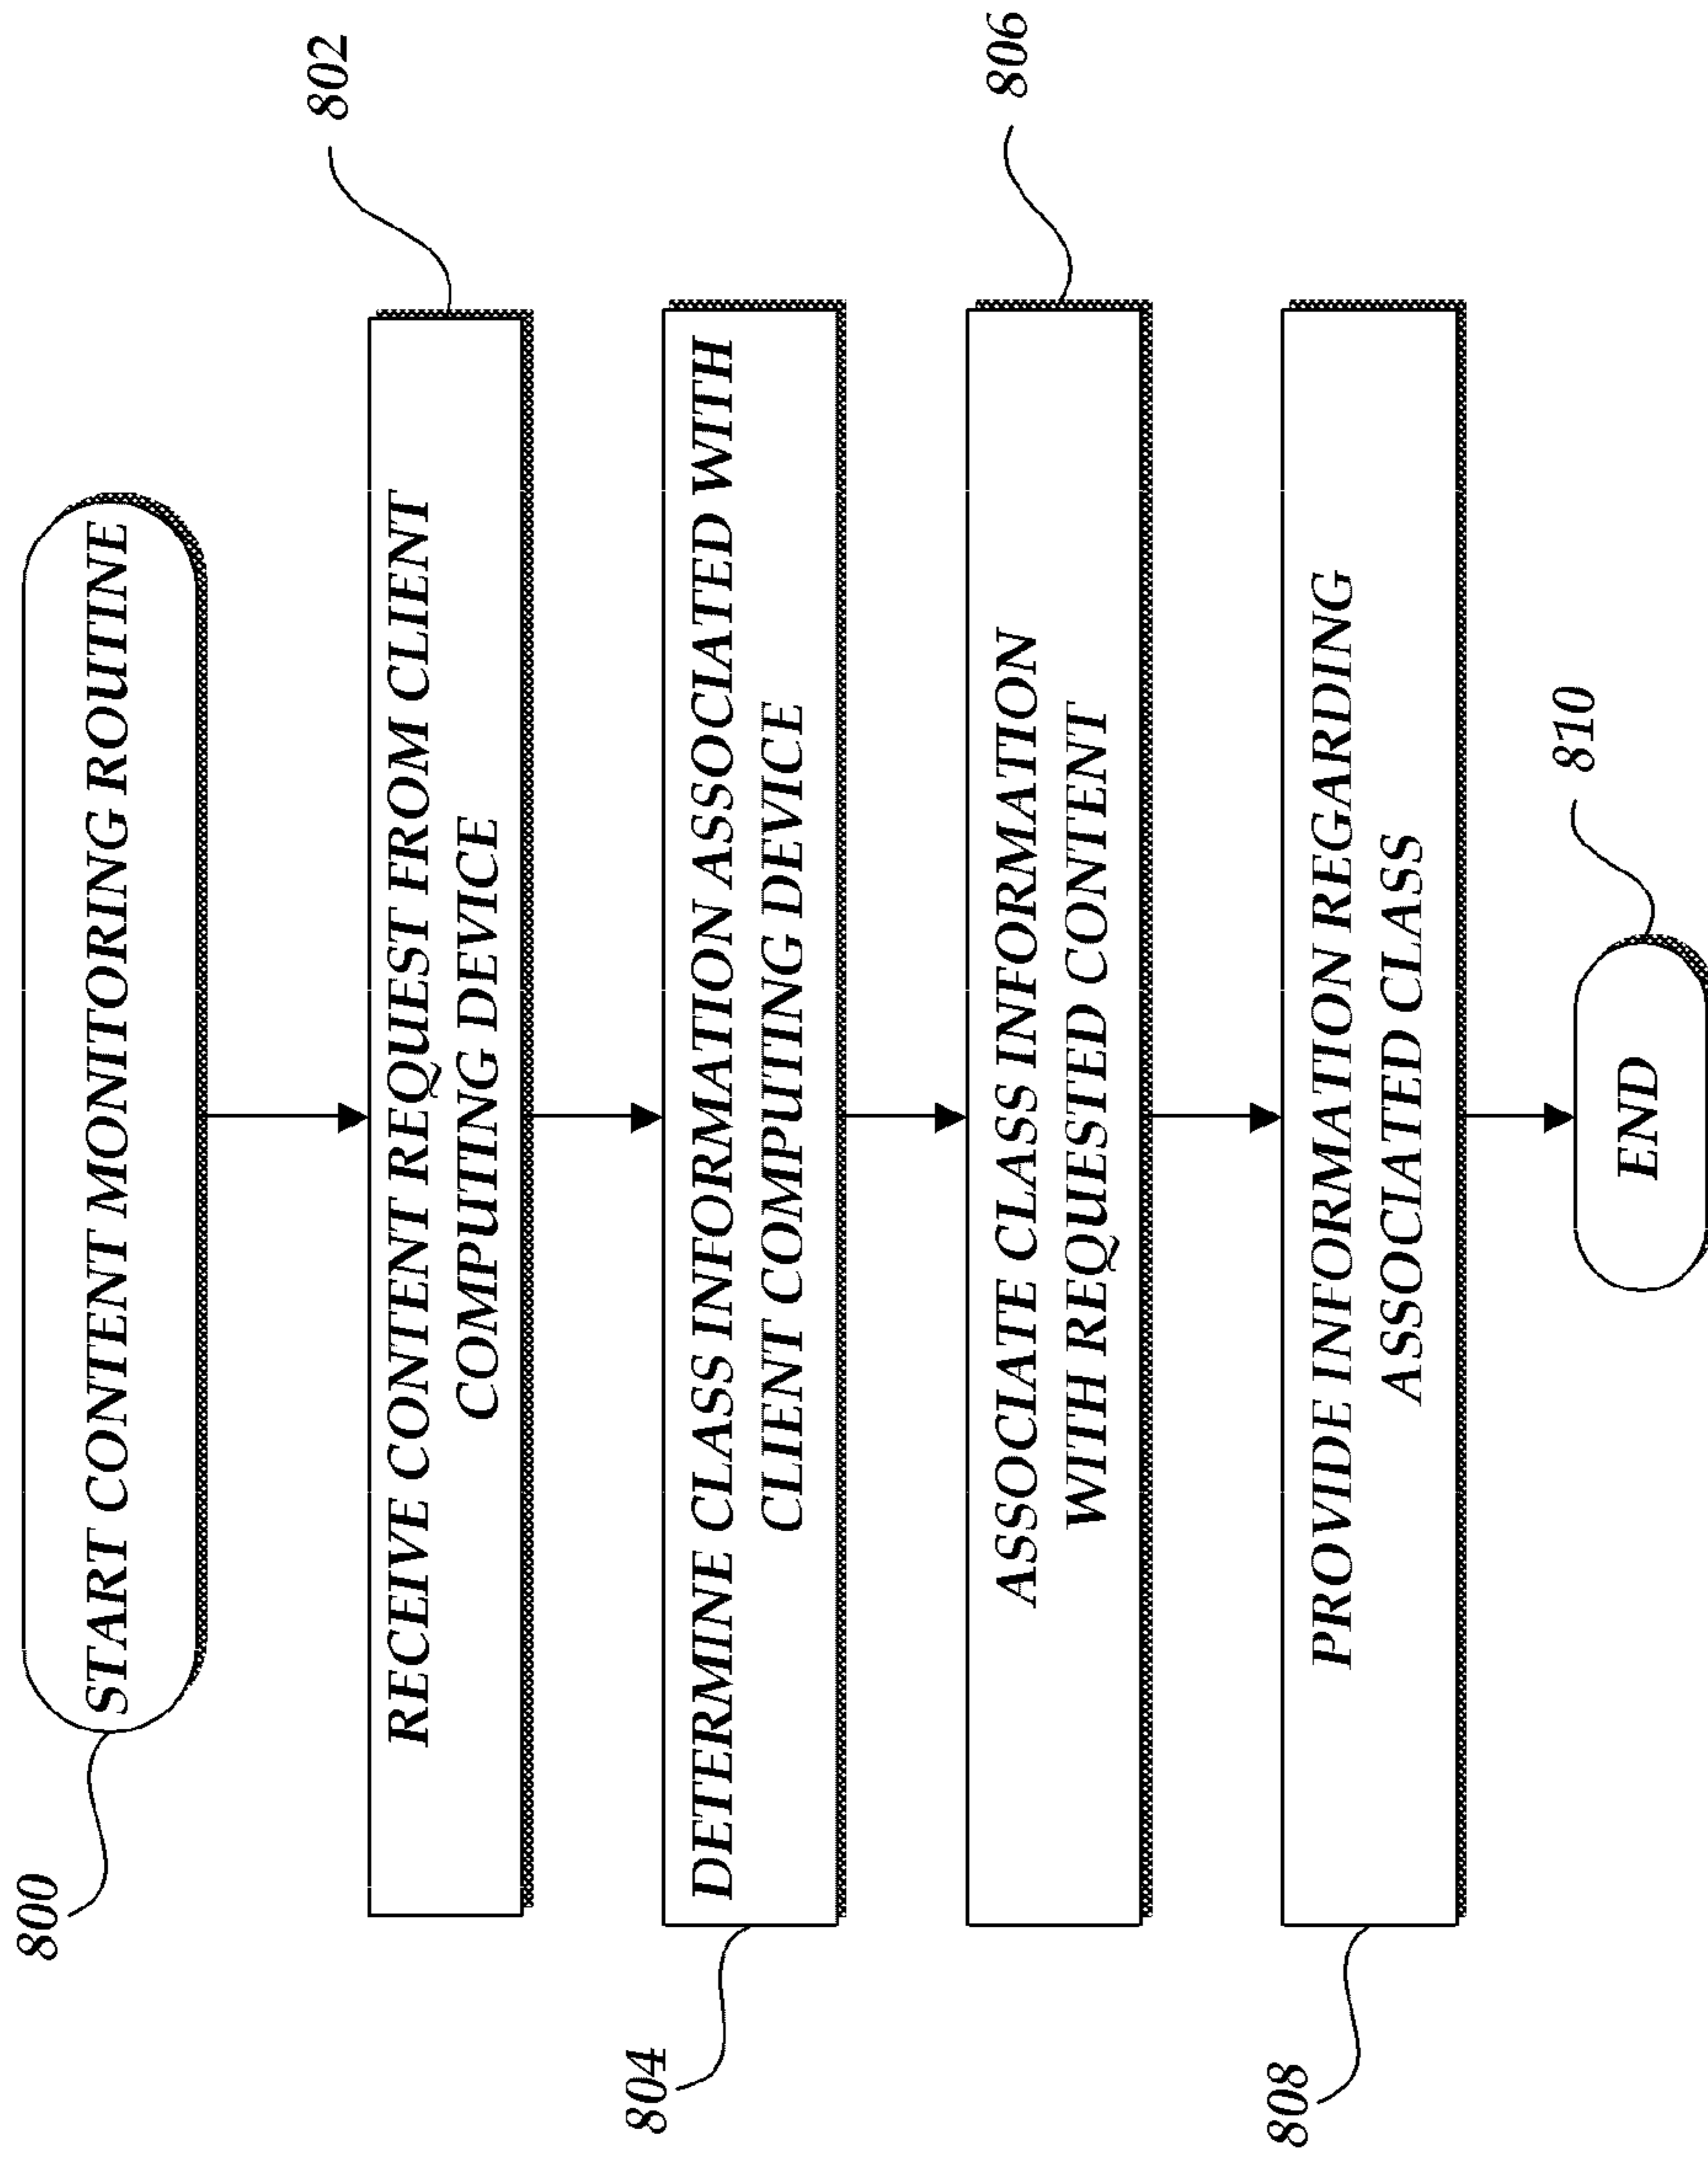 800
START CONTENT MONITORING ROUTINE
802
RECEIVE CONTENT REQUEST FROM CLIENT
COMPUTING DEVICE
804
DETERMINE CLASS INFORMATION ASSOCIATED WITH
CLIENT COMPUTING DEVICE
806
ASSOCIATE CLASS INFORMATION
WITH REQUESTED CONTENT
808
PROVIDE INFORMATION REGARDING
ASSOCIATED CLASS
810
END